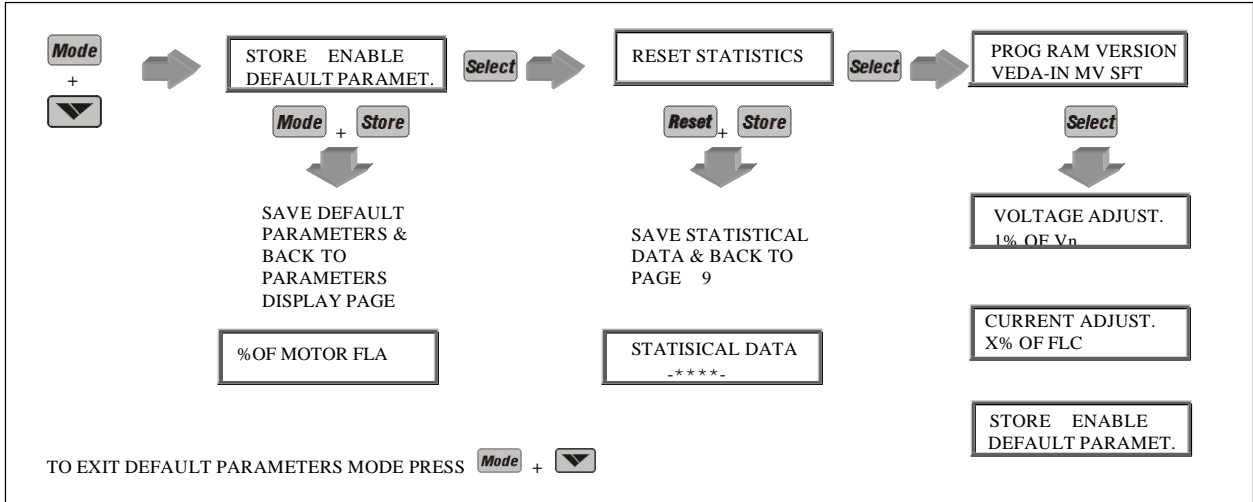 Mode
+
STORE ENABLE
DEFAULT PARAMET.
Select
RESET STATISTICS
Select
PROG RAM VERSION
VEDA-IN MV SFT
Mode + Store
Reset + Store
Select
SAVE DEFAULT
PARAMETERS &
BACK TO
PARAMETERS
DISPLAY PAGE
SAVE STATISTICAL
DATA & BACK TO
PAGE 9
VOLTAGE ADJUST.
1% OF Vn
%OF MOTOR FLA
STATISICAL DATA
-****-
CURRENT ADJUST.
X% OF FLC
STORE ENABLE
DEFAULT PARAMET.
TO EXIT DEFAULT PARAMETERS MODE PRESS Mode +